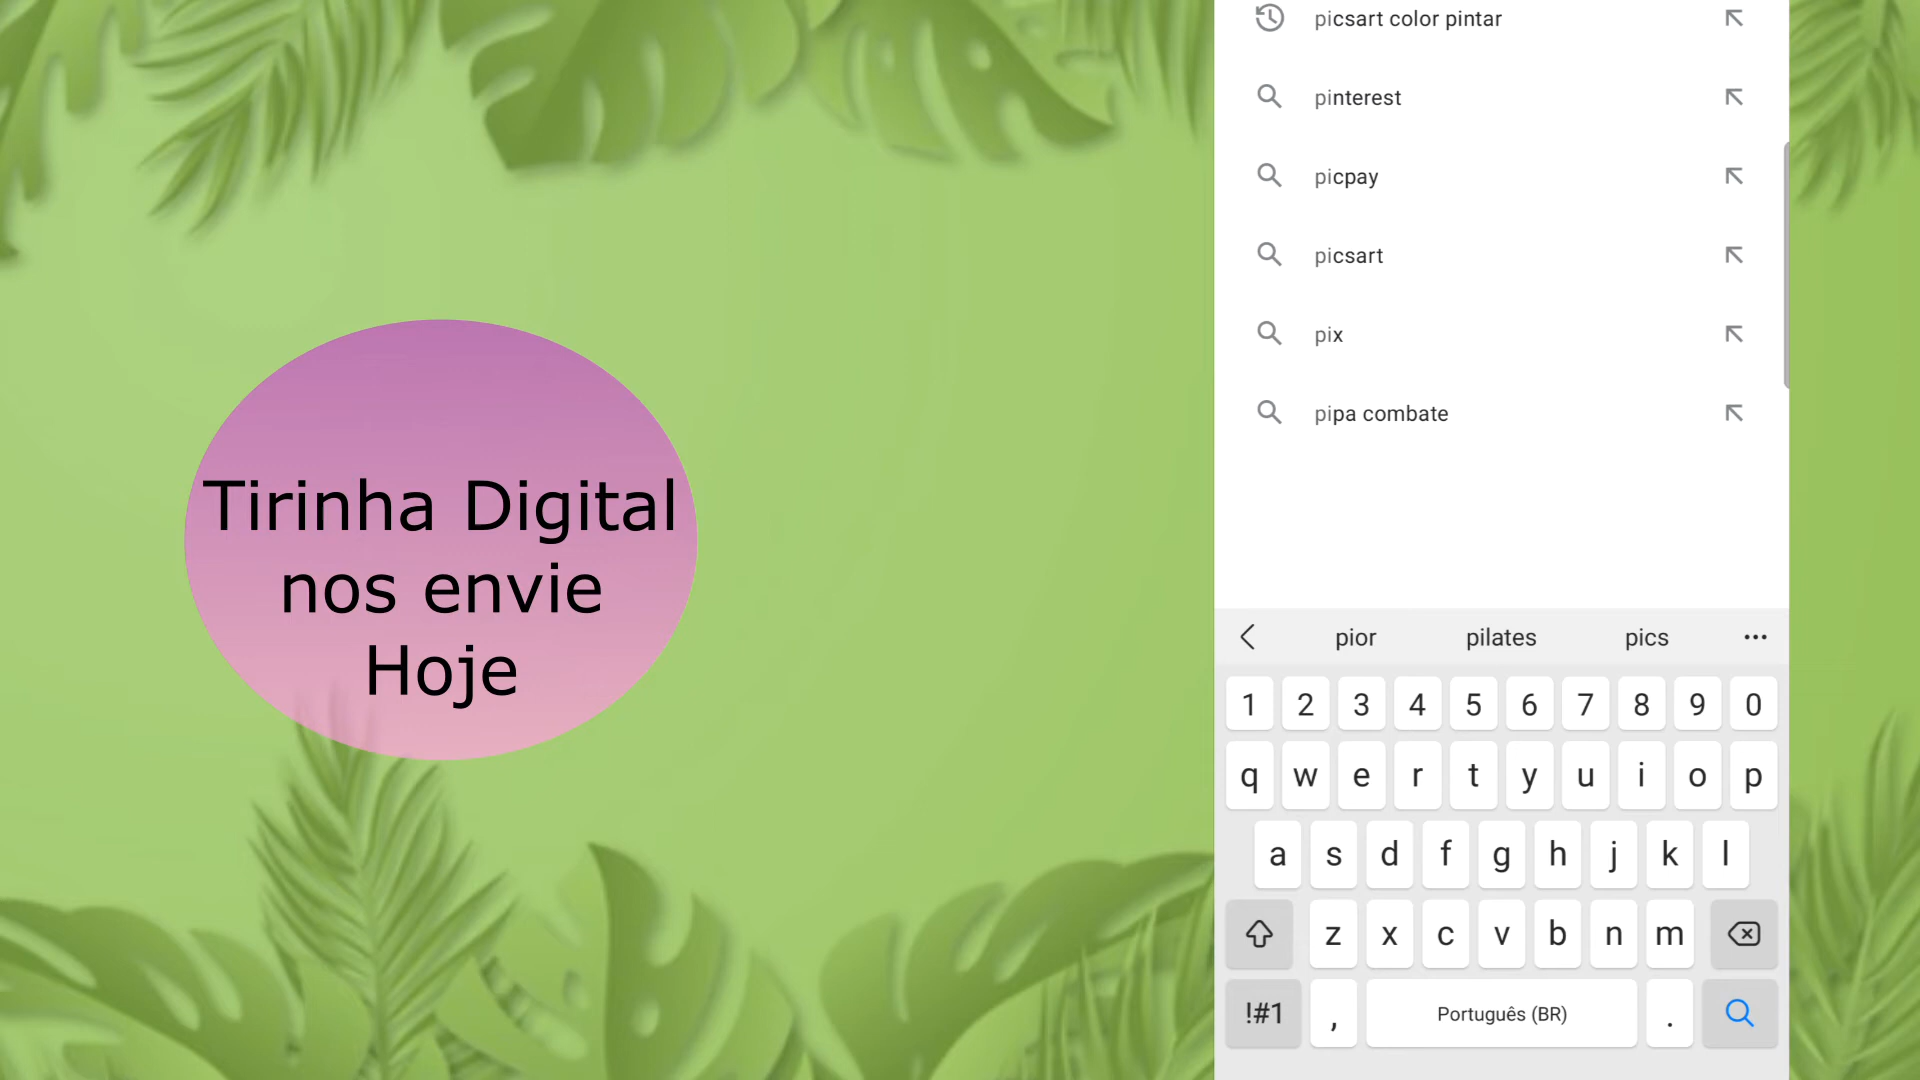 Tirinha Digital
nos envie
Hoje
picsart color pintar
pinterest
picpay
picsart
pix
pipa combate
pior pilates pics
1 2 3 4 5 6 7 8 9 0
q w e r t y u i o p
a s d f g h j k l
z x c v b n m
!#1 , Português (BR) .